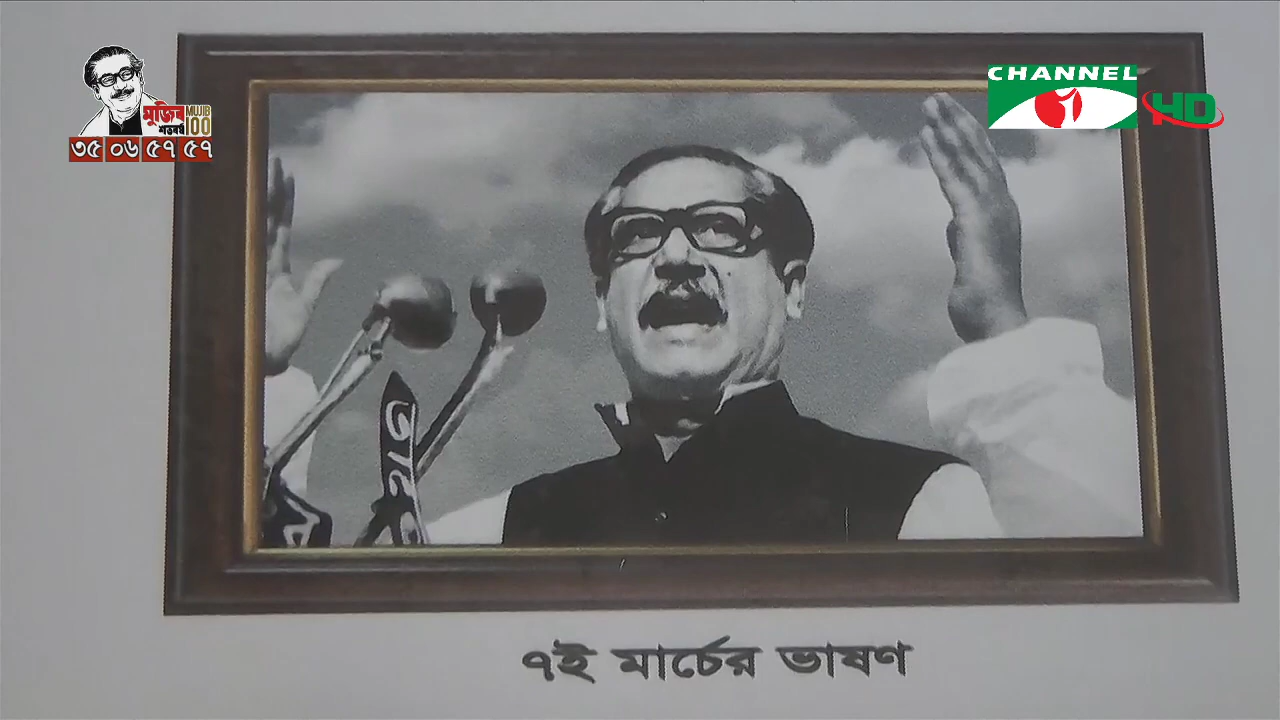 মুজিব MUJIB
শতবর্ষ 100
৩৫ ০৬ ৫৭ ৫৭
CHANNEL
i HD
৭ই মার্চের ভাষণ